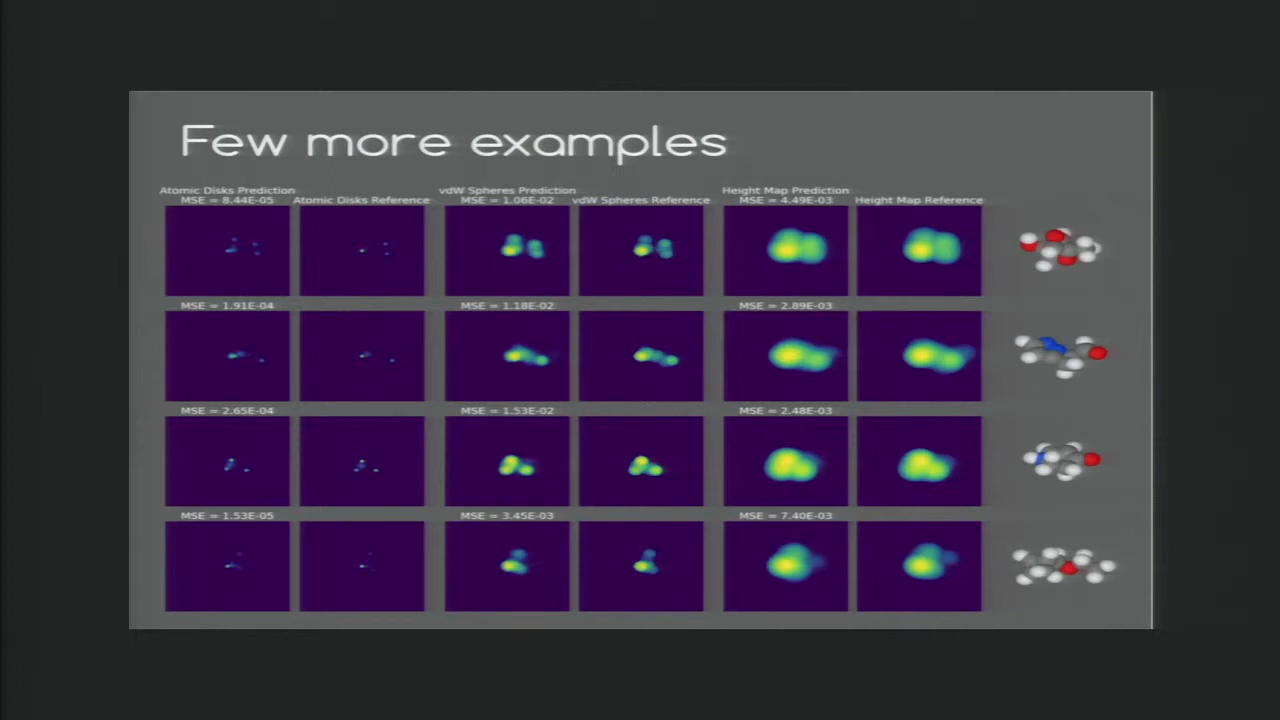 Few more examples
Atomic Disks Prediction
MSE = 8.44E-05
Atomic Disks Reference
vdW Spheres Prediction
MSE = 1.06E-02
vdW Spheres Reference
Height Map Prediction
MSE = 4.49E-03
Height Map Reference
MSE = 1.91E-04
MSE = 1.18E-02
MSE = 2.89E-03
MSE = 2.65E-04
MSE = 1.53E-02
MSE = 2.48E-03
MSE = 1.53E-05
MSE = 3.45E-03
MSE = 7.40E-03